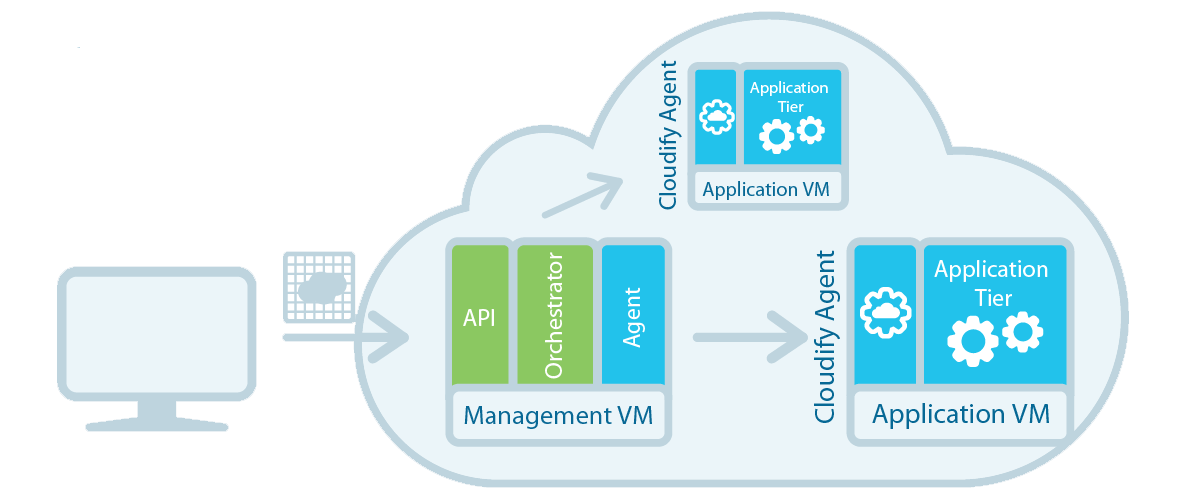 Cloudify Agent
Application
Tier
Application VM
API
Orchestrator
Agent
Management VM
Cloudify Agent
Application
Tier
Application VM